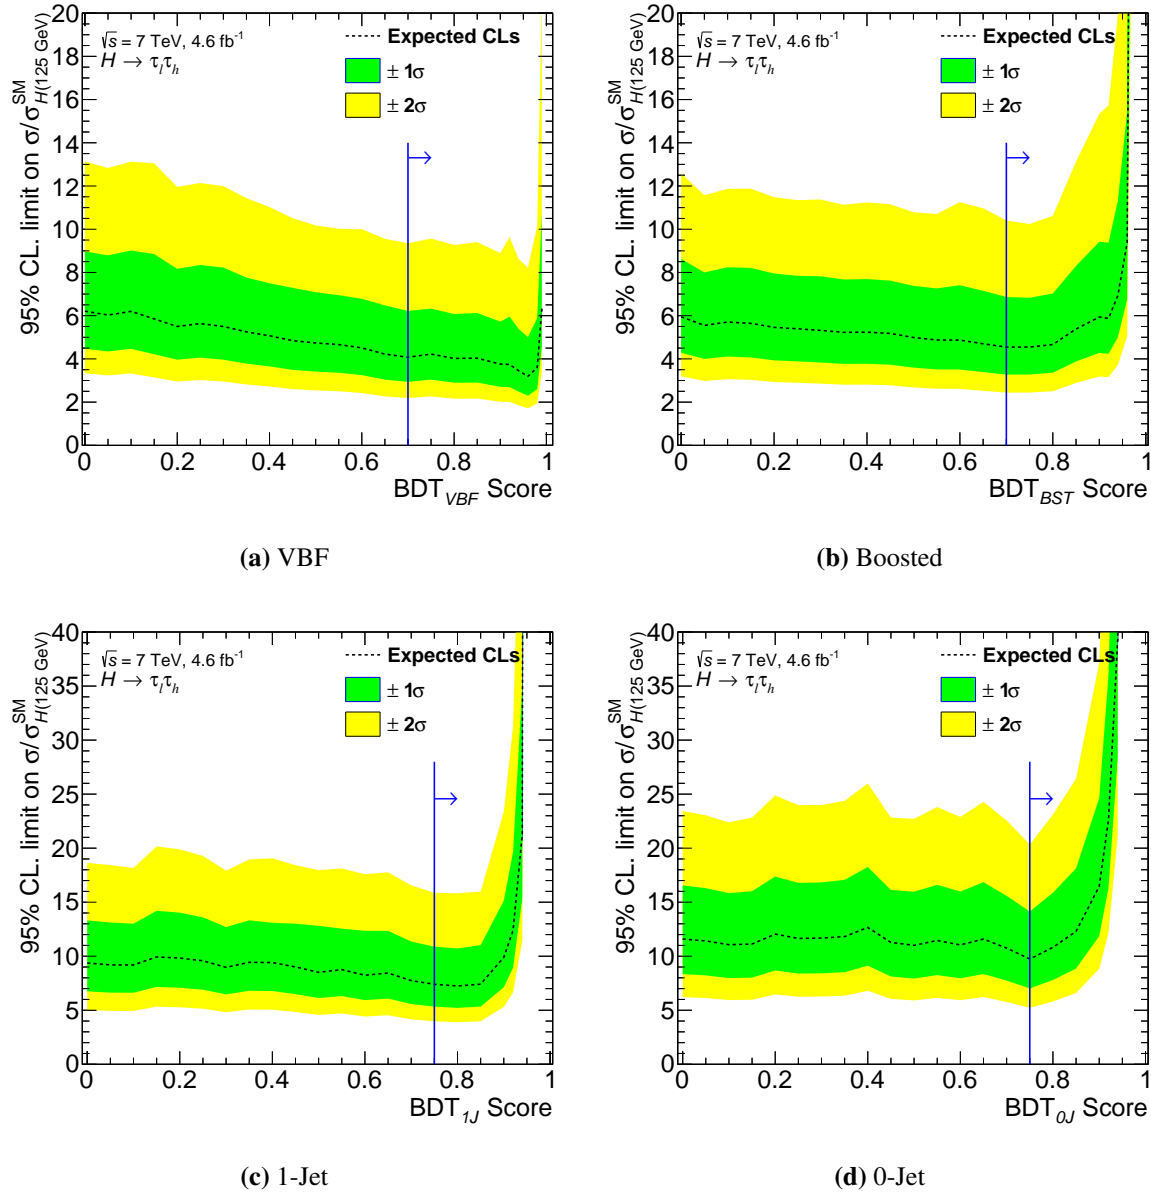 20
18
16
14
12
10
8
6
4
2
0
95% CL. limit on σ/σ^SM_H(125 GeV)
√s = 7 TeV, 4.6 fb⁻¹
H → τ_l τ_h
Expected CLs
± 1σ
± 2σ
0 0.2 0.4 0.6 0.8 1
BDT_VBF Score
(a) VBF
20
18
16
14
12
10
8
6
4
2
0
95% CL. limit on σ/σ^SM_H(125 GeV)
√s = 7 TeV, 4.6 fb⁻¹
H → τ_l τ_h
Expected CLs
± 1σ
± 2σ
0 0.2 0.4 0.6 0.8 1
BDT_BST Score
(b) Boosted
40
35
30
25
20
15
10
5
0
95% CL. limit on σ/σ^SM_H(125 GeV)
√s = 7 TeV, 4.6 fb⁻¹
H → τ_l τ_h
Expected CLs
± 1σ
± 2σ
0 0.2 0.4 0.6 0.8 1
BDT_1J Score
(c) 1-Jet
40
35
30
25
20
15
10
5
0
95% CL. limit on σ/σ^SM_H(125 GeV)
√s = 7 TeV, 4.6 fb⁻¹
H → τ_l τ_h
Expected CLs
± 1σ
± 2σ
0 0.2 0.4 0.6 0.8 1
BDT_0J Score
(d) 0-Jet